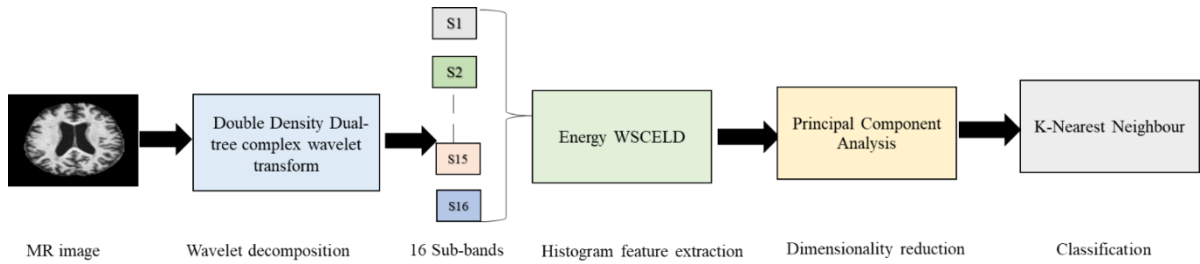 S1
S2
S15
S16
Double Density Dual-
tree complex wavelet
transform
Energy WSCELD
Principal Component
Analysis
K-Nearest Neighbour
MR image
Wavelet decomposition
16 Sub-bands
Histogram feature extraction
Dimensionality reduction
Classification